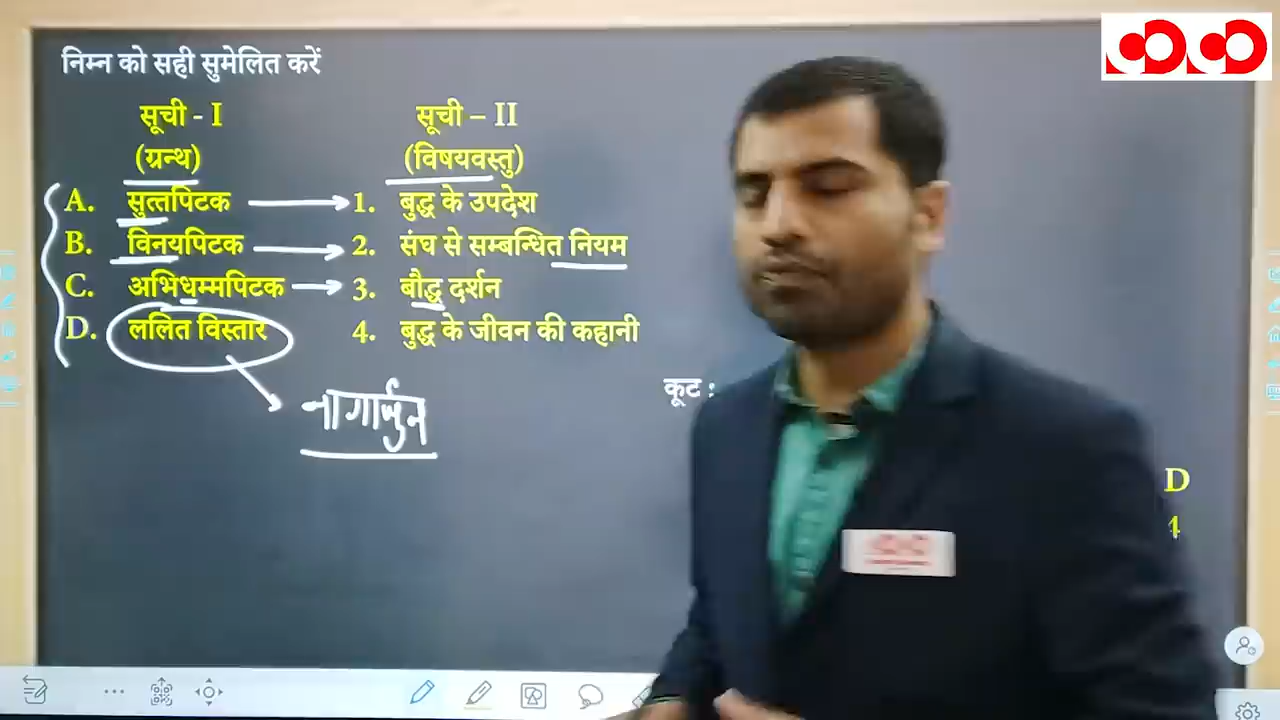 निम्न को सही सुमेलित करें
सूची - I सूची – II
(ग्रन्थ) (विषयवस्तु)
A. सुत्तपिटक 1. बुद्ध के उपदेश
B. विनयपिटक 2. संघ से सम्बन्धित नियम
C. अभिधम्मपिटक 3. बौद्ध दर्शन
D. ललित विस्तार 4. बुद्ध के जीवन की कहानी
नागार्जुन
कूट :
D
4